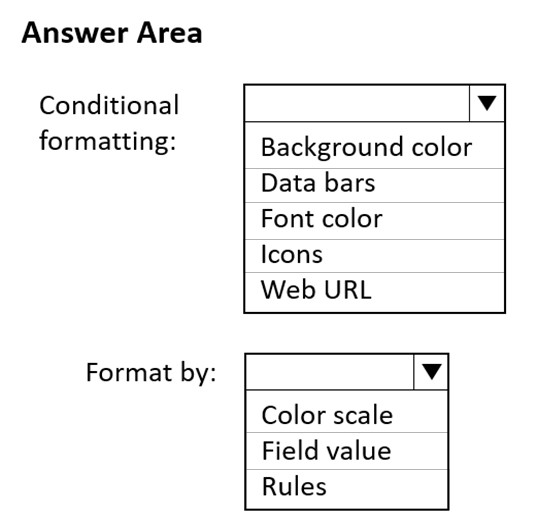 Answer Area
Conditional
formatting:
Background color
Data bars
Font color
Icons
Web URL
Format by:
Color scale
Field value
Rules